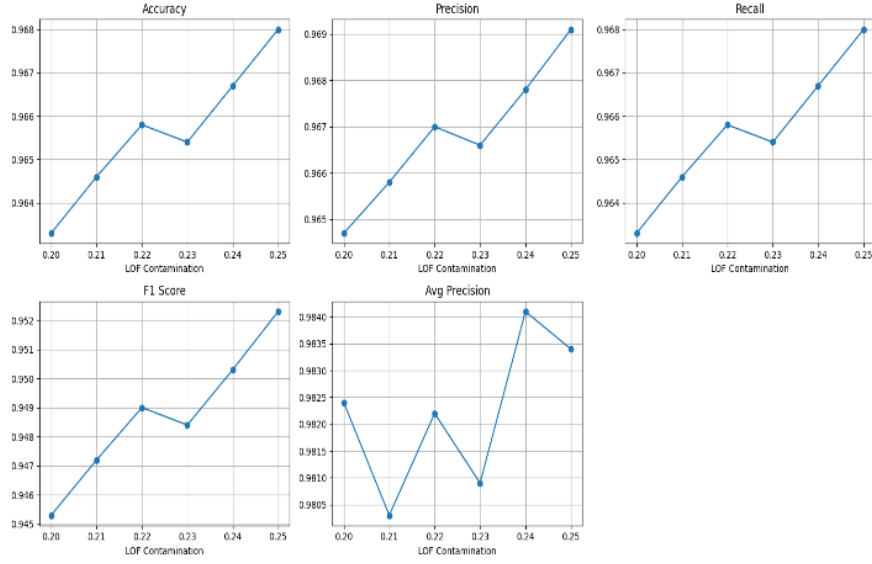 Accuracy
0.968
0.967
0.966
0.965
0.964
0.20 0.21 0.22 0.23 0.24 0.25
LOF Contamination
Precision
0.969
0.968
0.967
0.966
0.965
0.20 0.21 0.22 0.23 0.24 0.25
LOF Contamination
Recall
0.968
0.967
0.966
0.965
0.964
0.20 0.21 0.22 0.23 0.24 0.25
LOF Contamination
F1 Score
0.952
0.951
0.950
0.949
0.948
0.947
0.946
0.945
0.20 0.21 0.22 0.23 0.24 0.25
LOF Contamination
Avg Precision
0.9840
0.9835
0.9830
0.9825
0.9820
0.9815
0.9810
0.9805
0.20 0.21 0.22 0.23 0.24 0.25
LOF Contamination